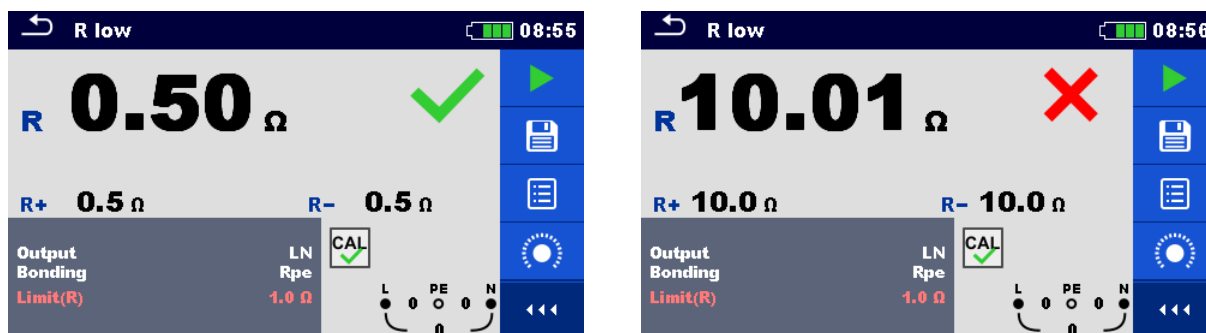 R low 08:55
R 0.50 Ω
R+ 0.5 Ω R- 0.5 Ω
Output LN
Bonding Rpe
Limit(R) 1.0 Ω
CAL
L PE N
0 0
0
R low 08:56
R 10.01 Ω
R+ 10.0 Ω R- 10.0 Ω
Output LN
Bonding Rpe
Limit(R) 1.0 Ω
CAL
L PE N
0 0
0